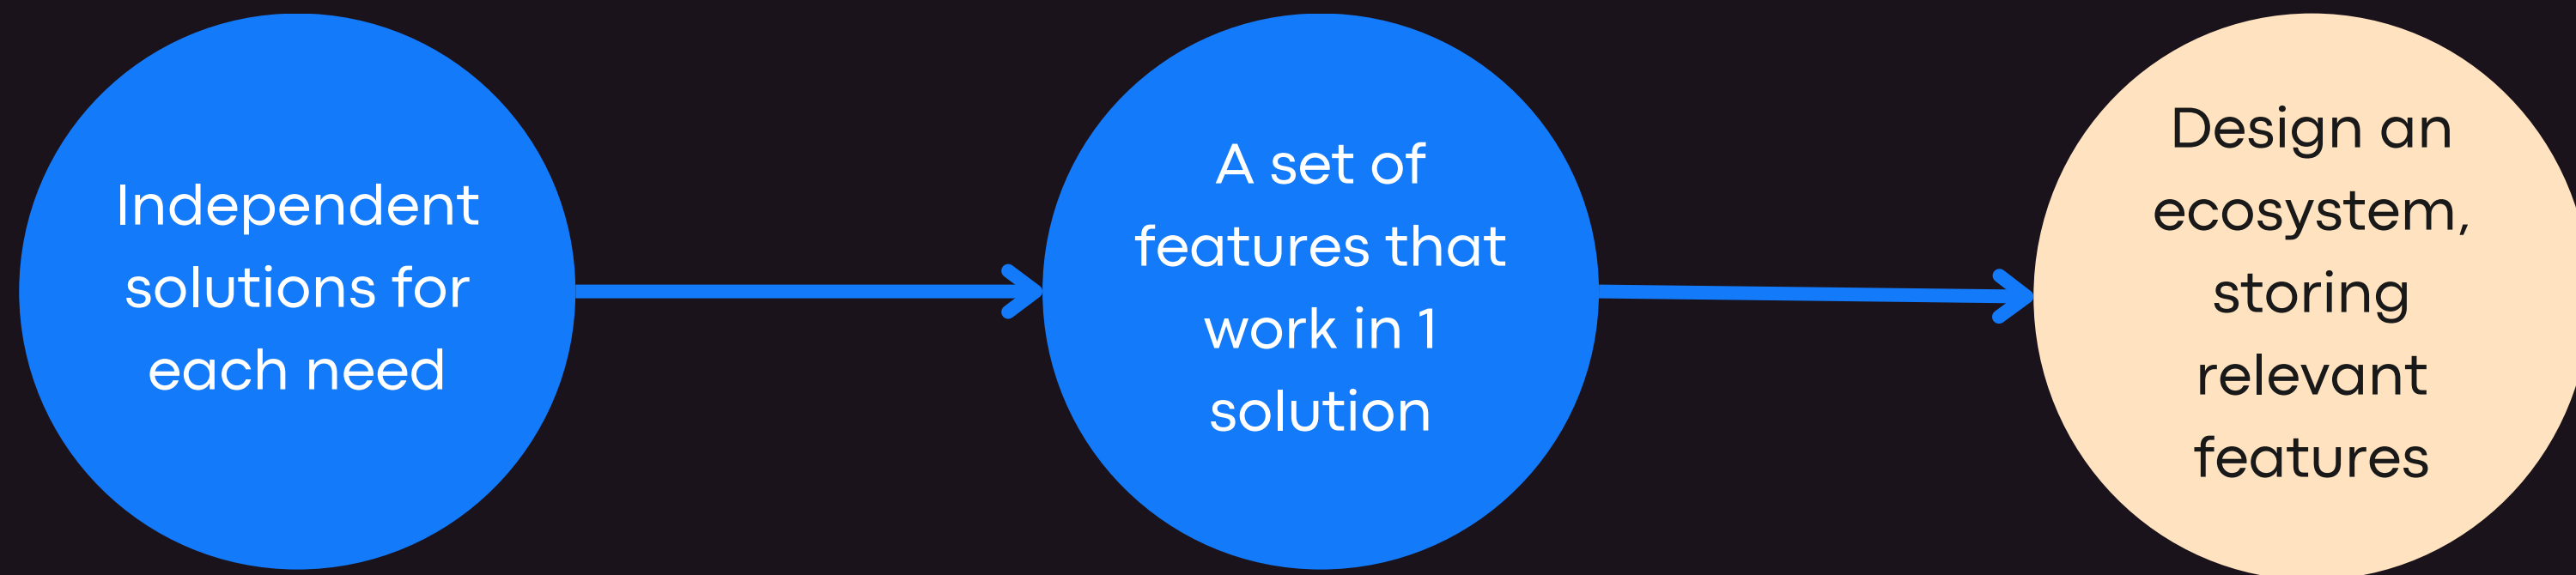 Independent
solutions for
each need
A set of
features that
work in 1
solution
Design an
ecosystem,
storing
relevant
features